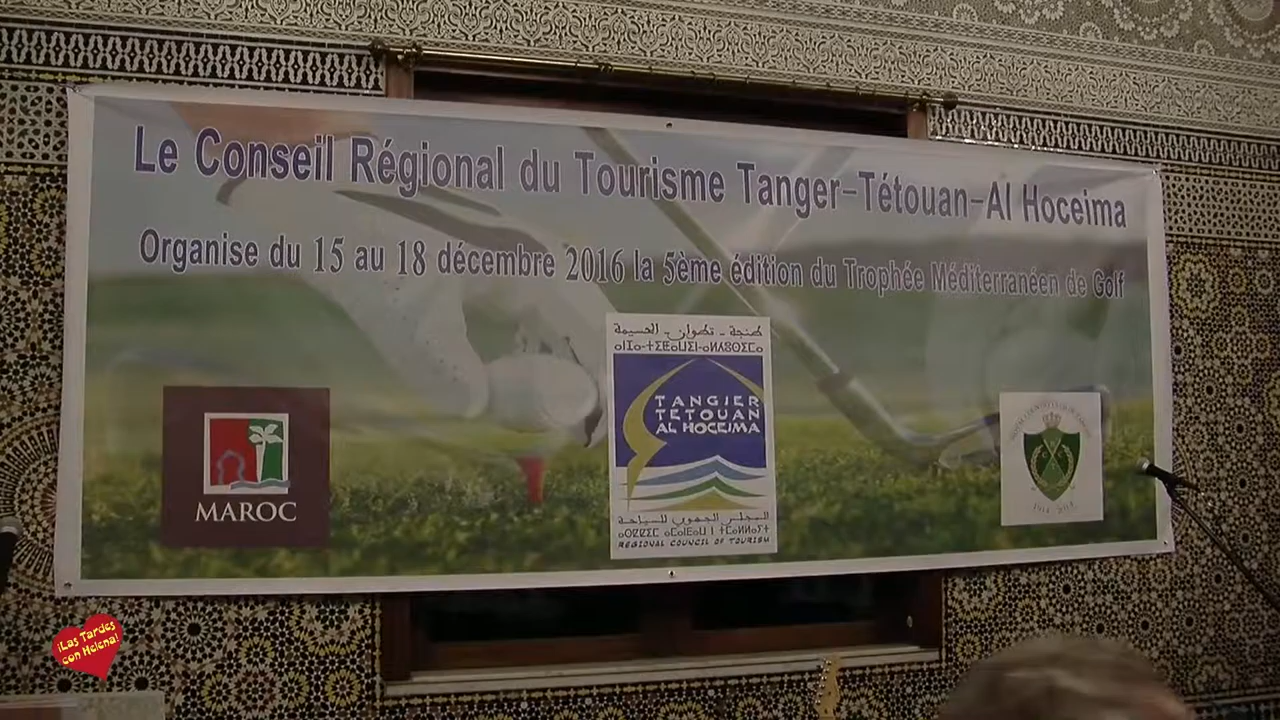 Le Conseil Régional du Tourisme Tanger-Tétouan-Al Hoceima
Organise du 15 au 18 décembre 2016 la 5ème édition du Trophée Méditerranéen de Golf
طنجة - تطوان - الحسيمة
TANGIER
TETOUAN
AL HOCEIMA
المجلس الجهوي للسياحة
REGIONAL COUNCIL OF TOURISM
MAROC
¡Las Tardes
con Helena!